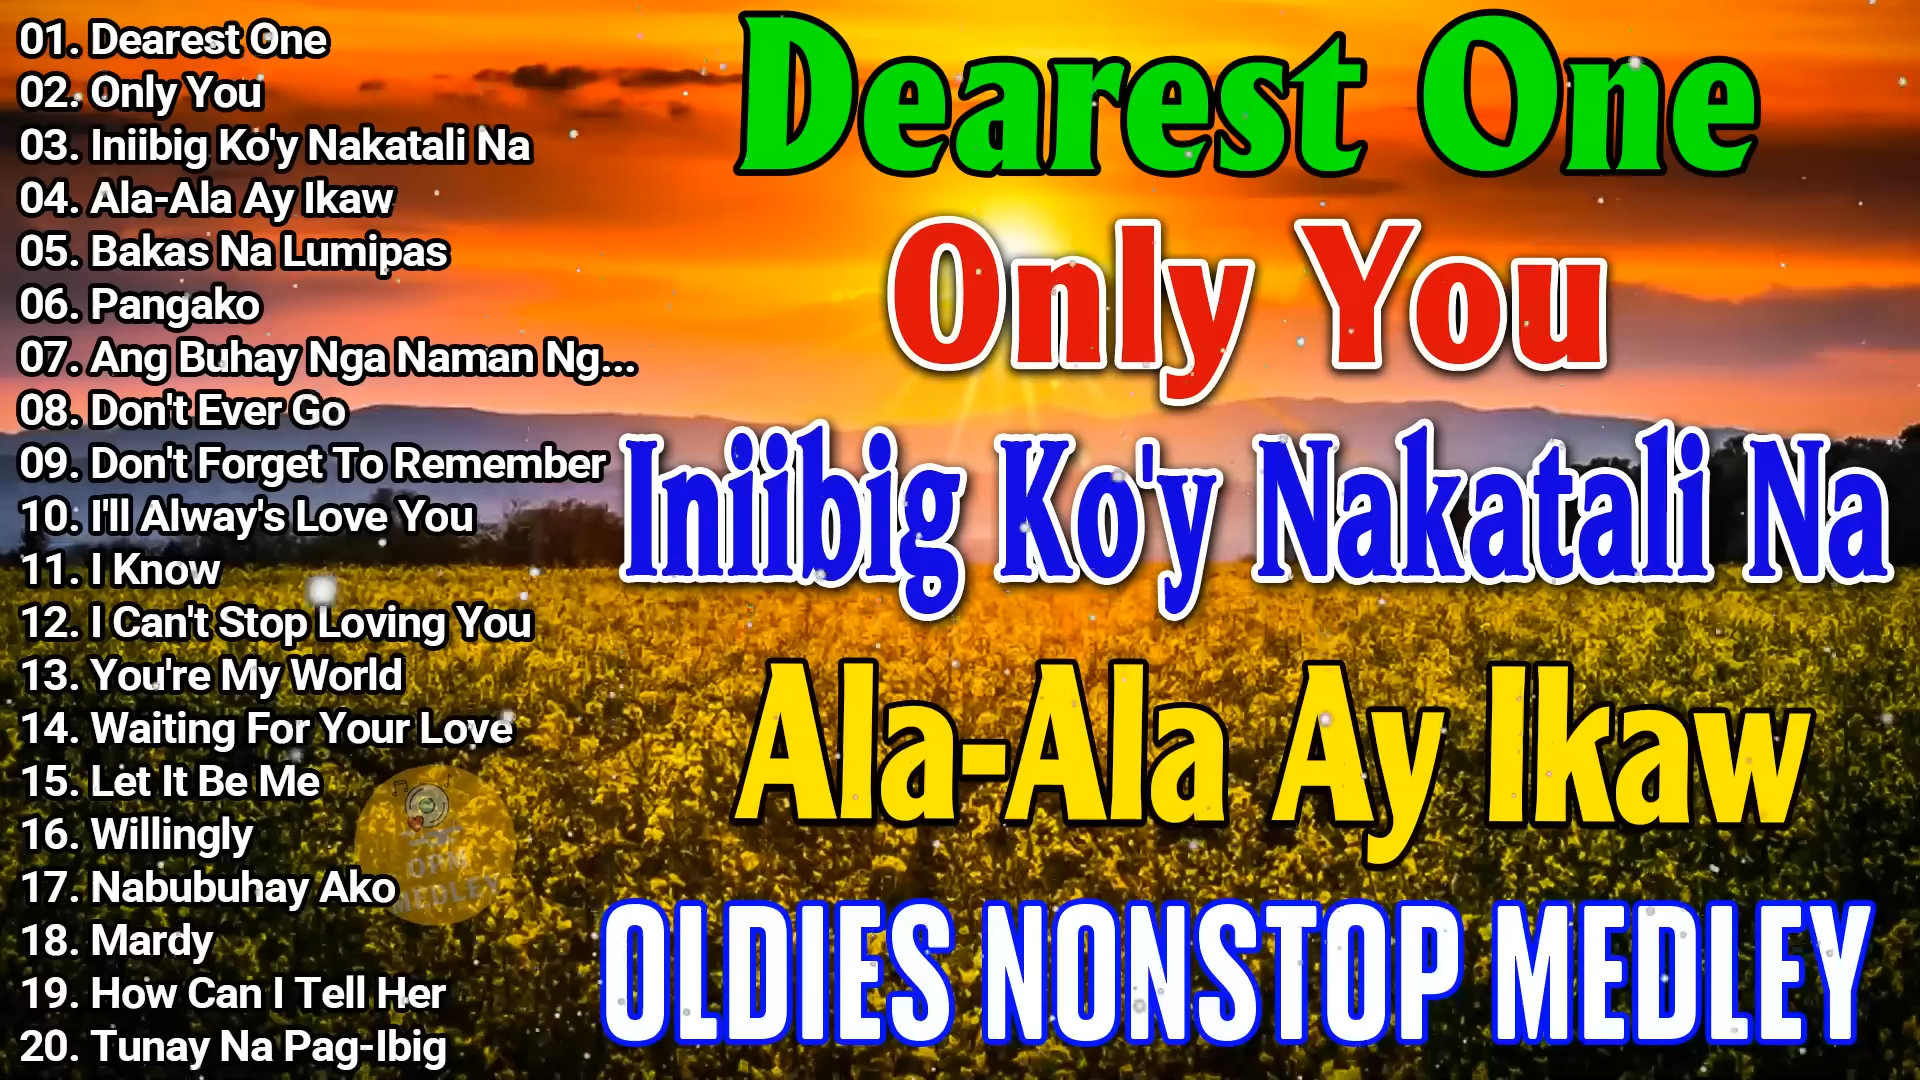 01. Dearest One
02. Only You
03. Iniibig Ko'y Nakatali Na
04. Ala-Ala Ay Ikaw
05. Bakas Na Lumipas
06. Pangako
07. Ang Buhay Nga Naman Ng...
08. Don't Ever Go
09. Don't Forget To Remember
10. I'll Alway's Love You
11. I Know
12. I Can't Stop Loving You
13. You're My World
14. Waiting For Your Love
15. Let It Be Me
16. Willingly
17. Nabubuhay Ako
18. Mardy
19. How Can I Tell Her
20. Tunay Na Pag-Ibig
OPM
MEDLEY
Dearest One
Only You
Iniibig Ko'y Nakatali Na
Ala-Ala Ay Ikaw
OLDIES NONSTOP MEDLEY